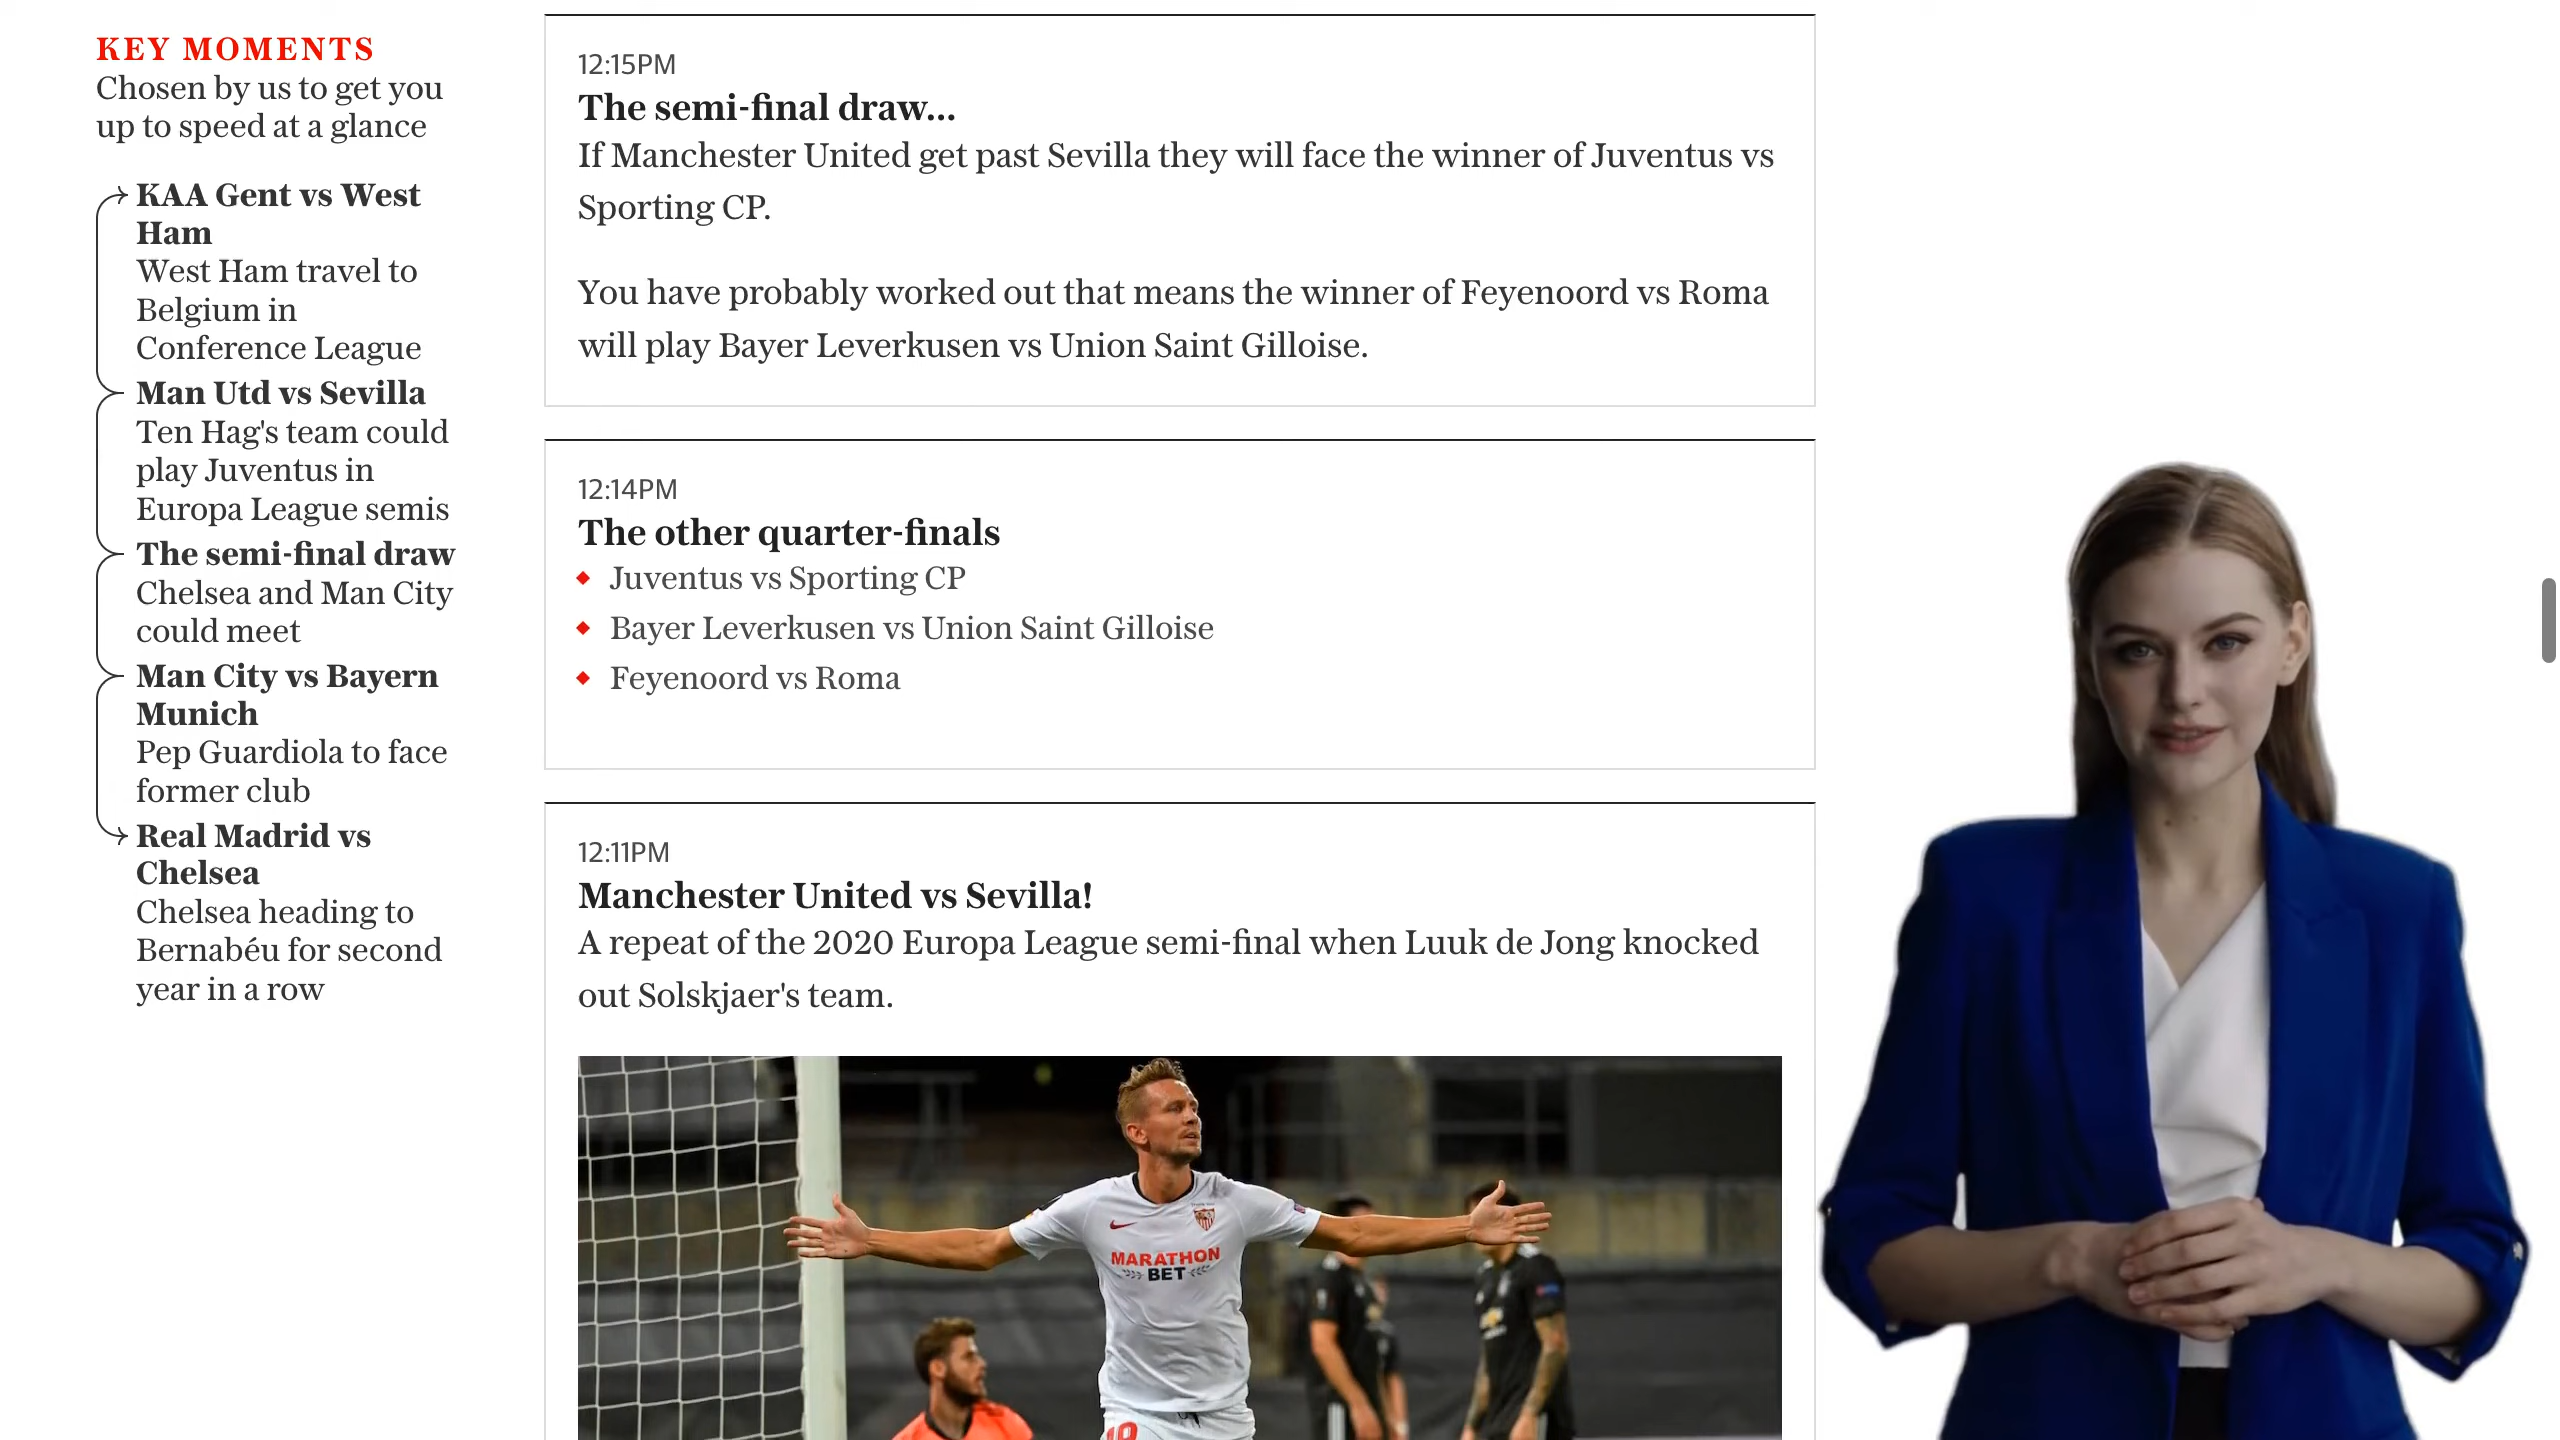 KEY MOMENTS
Chosen by us to get you
up to speed at a glance
KAA Gent vs West
Ham
West Ham travel to
Belgium in
Conference League
Man Utd vs Sevilla
Ten Hag's team could
play Juventus in
Europa League semis
The semi-final draw
Chelsea and Man City
could meet
Man City vs Bayern
Munich
Pep Guardiola to face
former club
Real Madrid vs
Chelsea
Chelsea heading to
Bernabéu for second
year in a row
12:15PM
The semi-final draw...
If Manchester United get past Sevilla they will face the winner of Juventus vs
Sporting CP.
You have probably worked out that means the winner of Feyenoord vs Roma
will play Bayer Leverkusen vs Union Saint Gilloise.
12:14PM
The other quarter-finals
Juventus vs Sporting CP
Bayer Leverkusen vs Union Saint Gilloise
Feyenoord vs Roma
12:11PM
Manchester United vs Sevilla!
A repeat of the 2020 Europa League semi-final when Luuk de Jong knocked
out Solskjaer's team.
MARATHON
BET